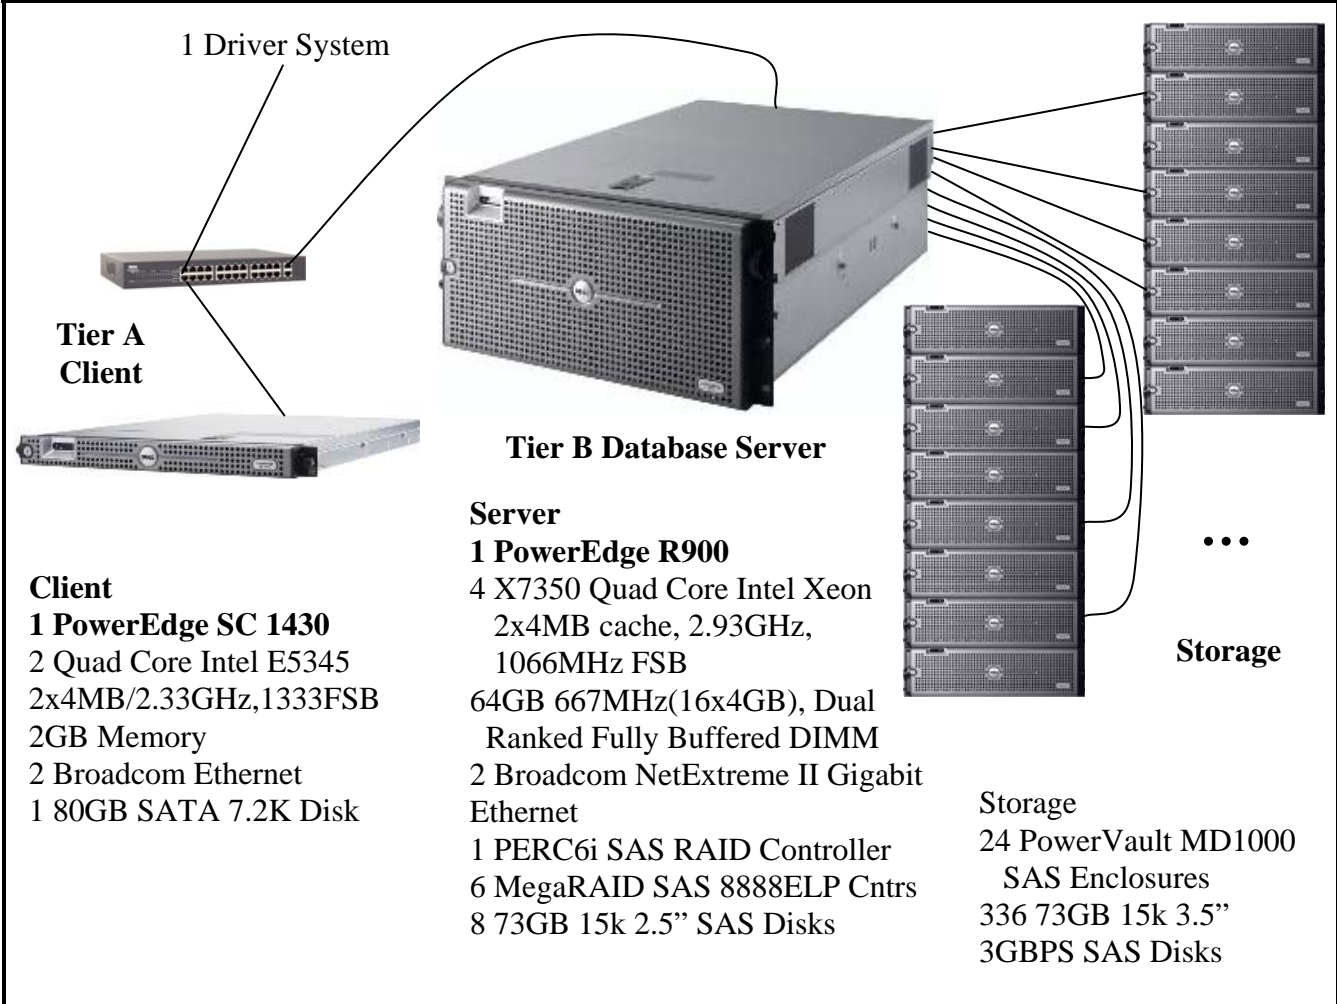 1 Driver System
Tier A
Client
Tier B Database Server
Client
1 PowerEdge SC 1430
2 Quad Core Intel E5345
2x4MB/2.33GHz,1333FSB
2GB Memory
2 Broadcom Ethernet
1 80GB SATA 7.2K Disk
Server
1 PowerEdge R900
4 X7350 Quad Core Intel Xeon
2x4MB cache, 2.93GHz,
1066MHz FSB
64GB 667MHz(16x4GB), Dual
Ranked Fully Buffered DIMM
2 Broadcom NetExtreme II Gigabit
Ethernet
1 PERC6i SAS RAID Controller
6 MegaRAID SAS 8888ELP Cntrs
8 73GB 15k 2.5” SAS Disks
...
Storage
Storage
24 PowerVault MD1000
SAS Enclosures
336 73GB 15k 3.5”
3GBPS SAS Disks